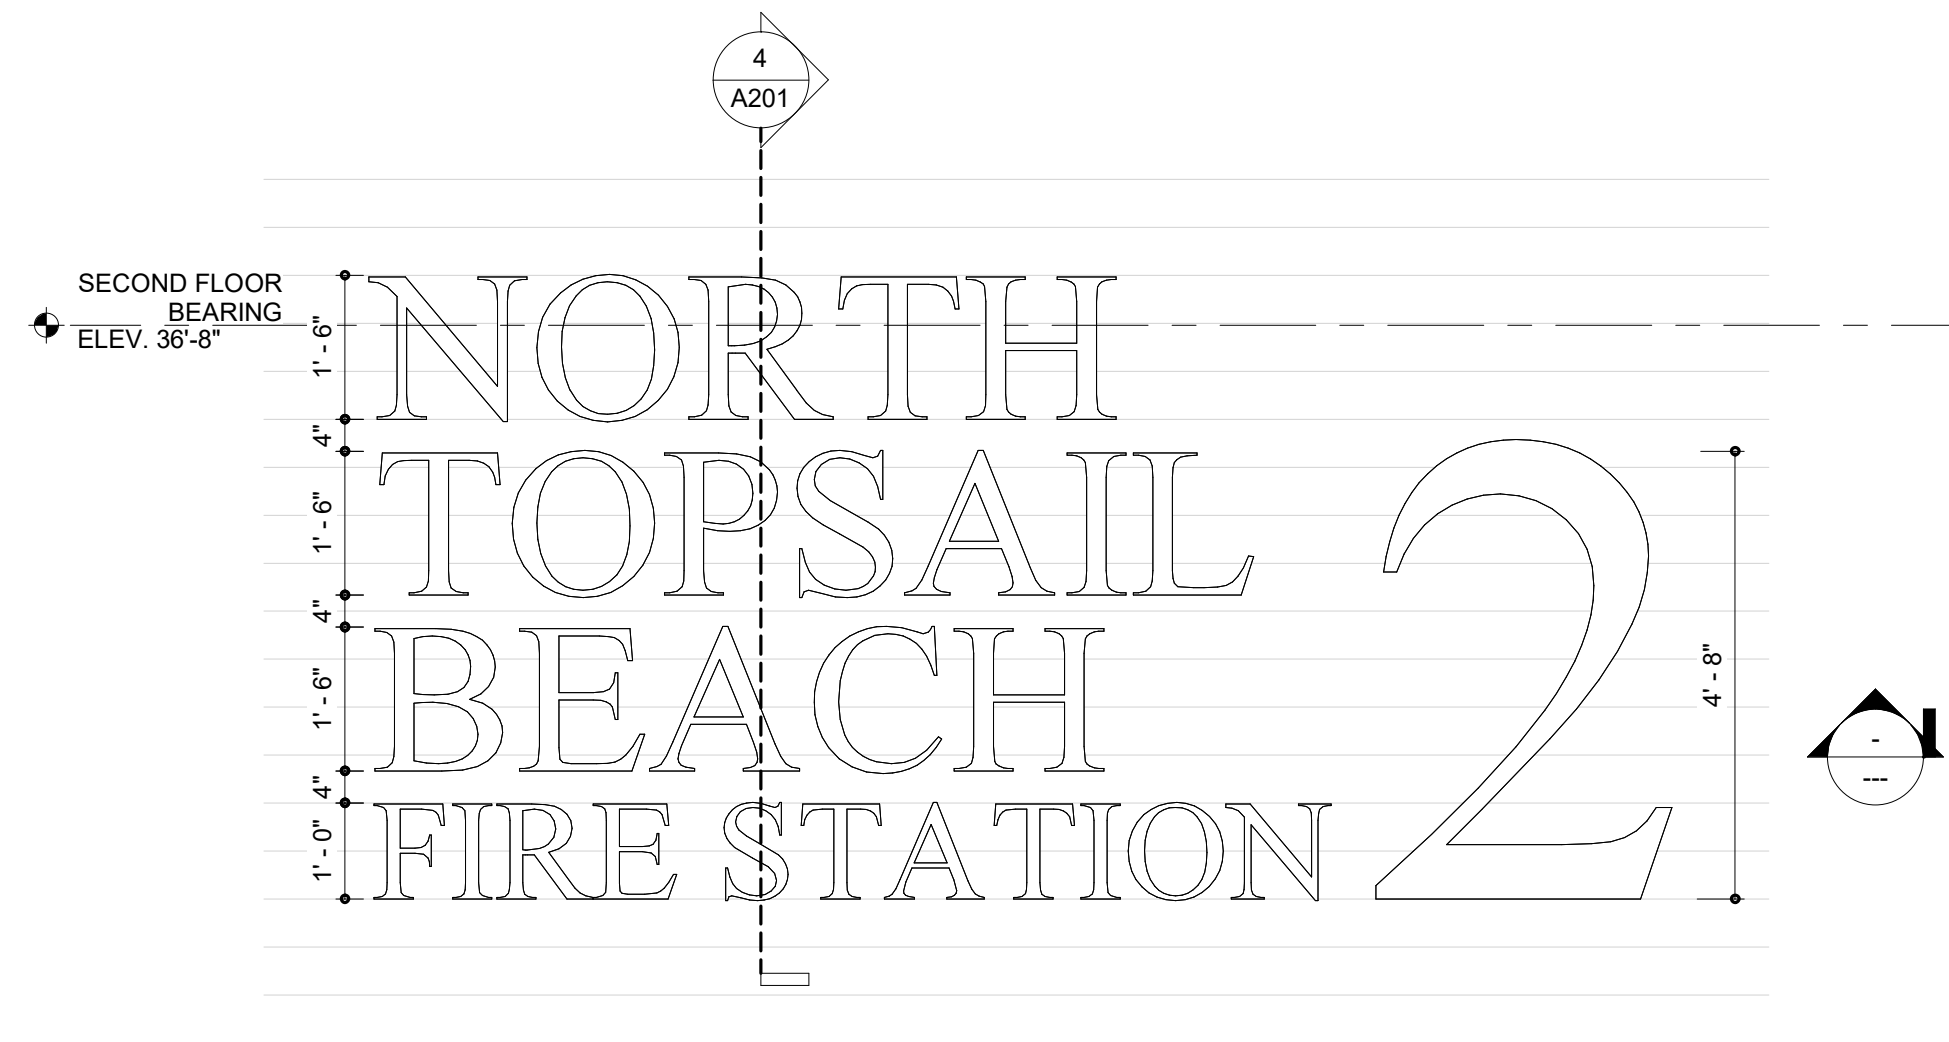 4
A201
SECOND FLOOR
BEARING
ELEV. 36'-8"
1' - 6"
NORTH
4"
1' - 6"
TOPSAIL
2
4"
1' - 6"
BEACH
4' - 8"
-
---
4"
1' - 0"
FIRE STATION